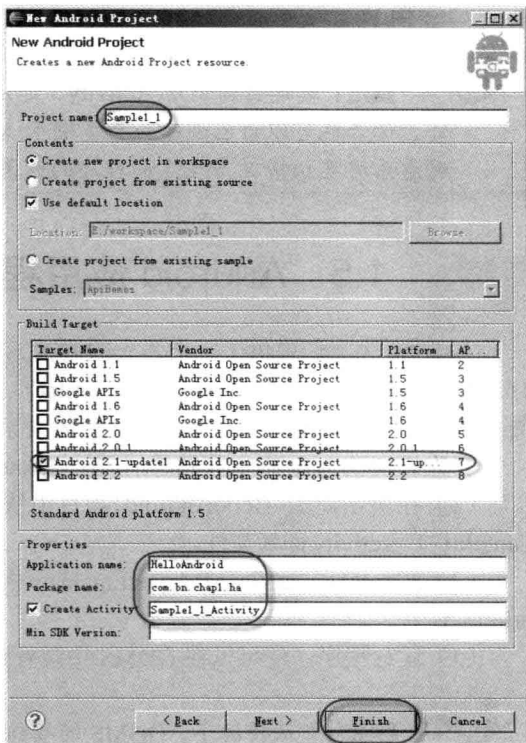 New Android Project
New Android Project
Creates a new Android Project resource.
Project name: Sample1_1
Contents
Create new project in workspace
Create project from existing source
Use default location
Location: E:/workspace/Sample1_1 Browse...
Create project from existing sample
Samples: ApiDemos
Build Target
Target Name Vendor Platform AP...
Android 1.1 Android Open Source Project 1.1 2
Android 1.5 Android Open Source Project 1.5 3
Google APIs Google Inc. 1.5 3
Android 1.6 Android Open Source Project 1.6 4
Google APIs Google Inc. 1.6 4
Android 2.0 Android Open Source Project 2.0 5
Android 2.0.1 Android Open Source Project 2.0.1 6
Android 2.1-update1 Android Open Source Project 2.1-up... 7
Android 2.2 Android Open Source Project 2.2 8
Standard Android platform 1.5
Properties
Application name: HelloAndroid
Package name: com.bn.chap1.ha
Create Activity: Sample1_1_Activity
Min SDK Version:
?
< Back Next > Finish Cancel